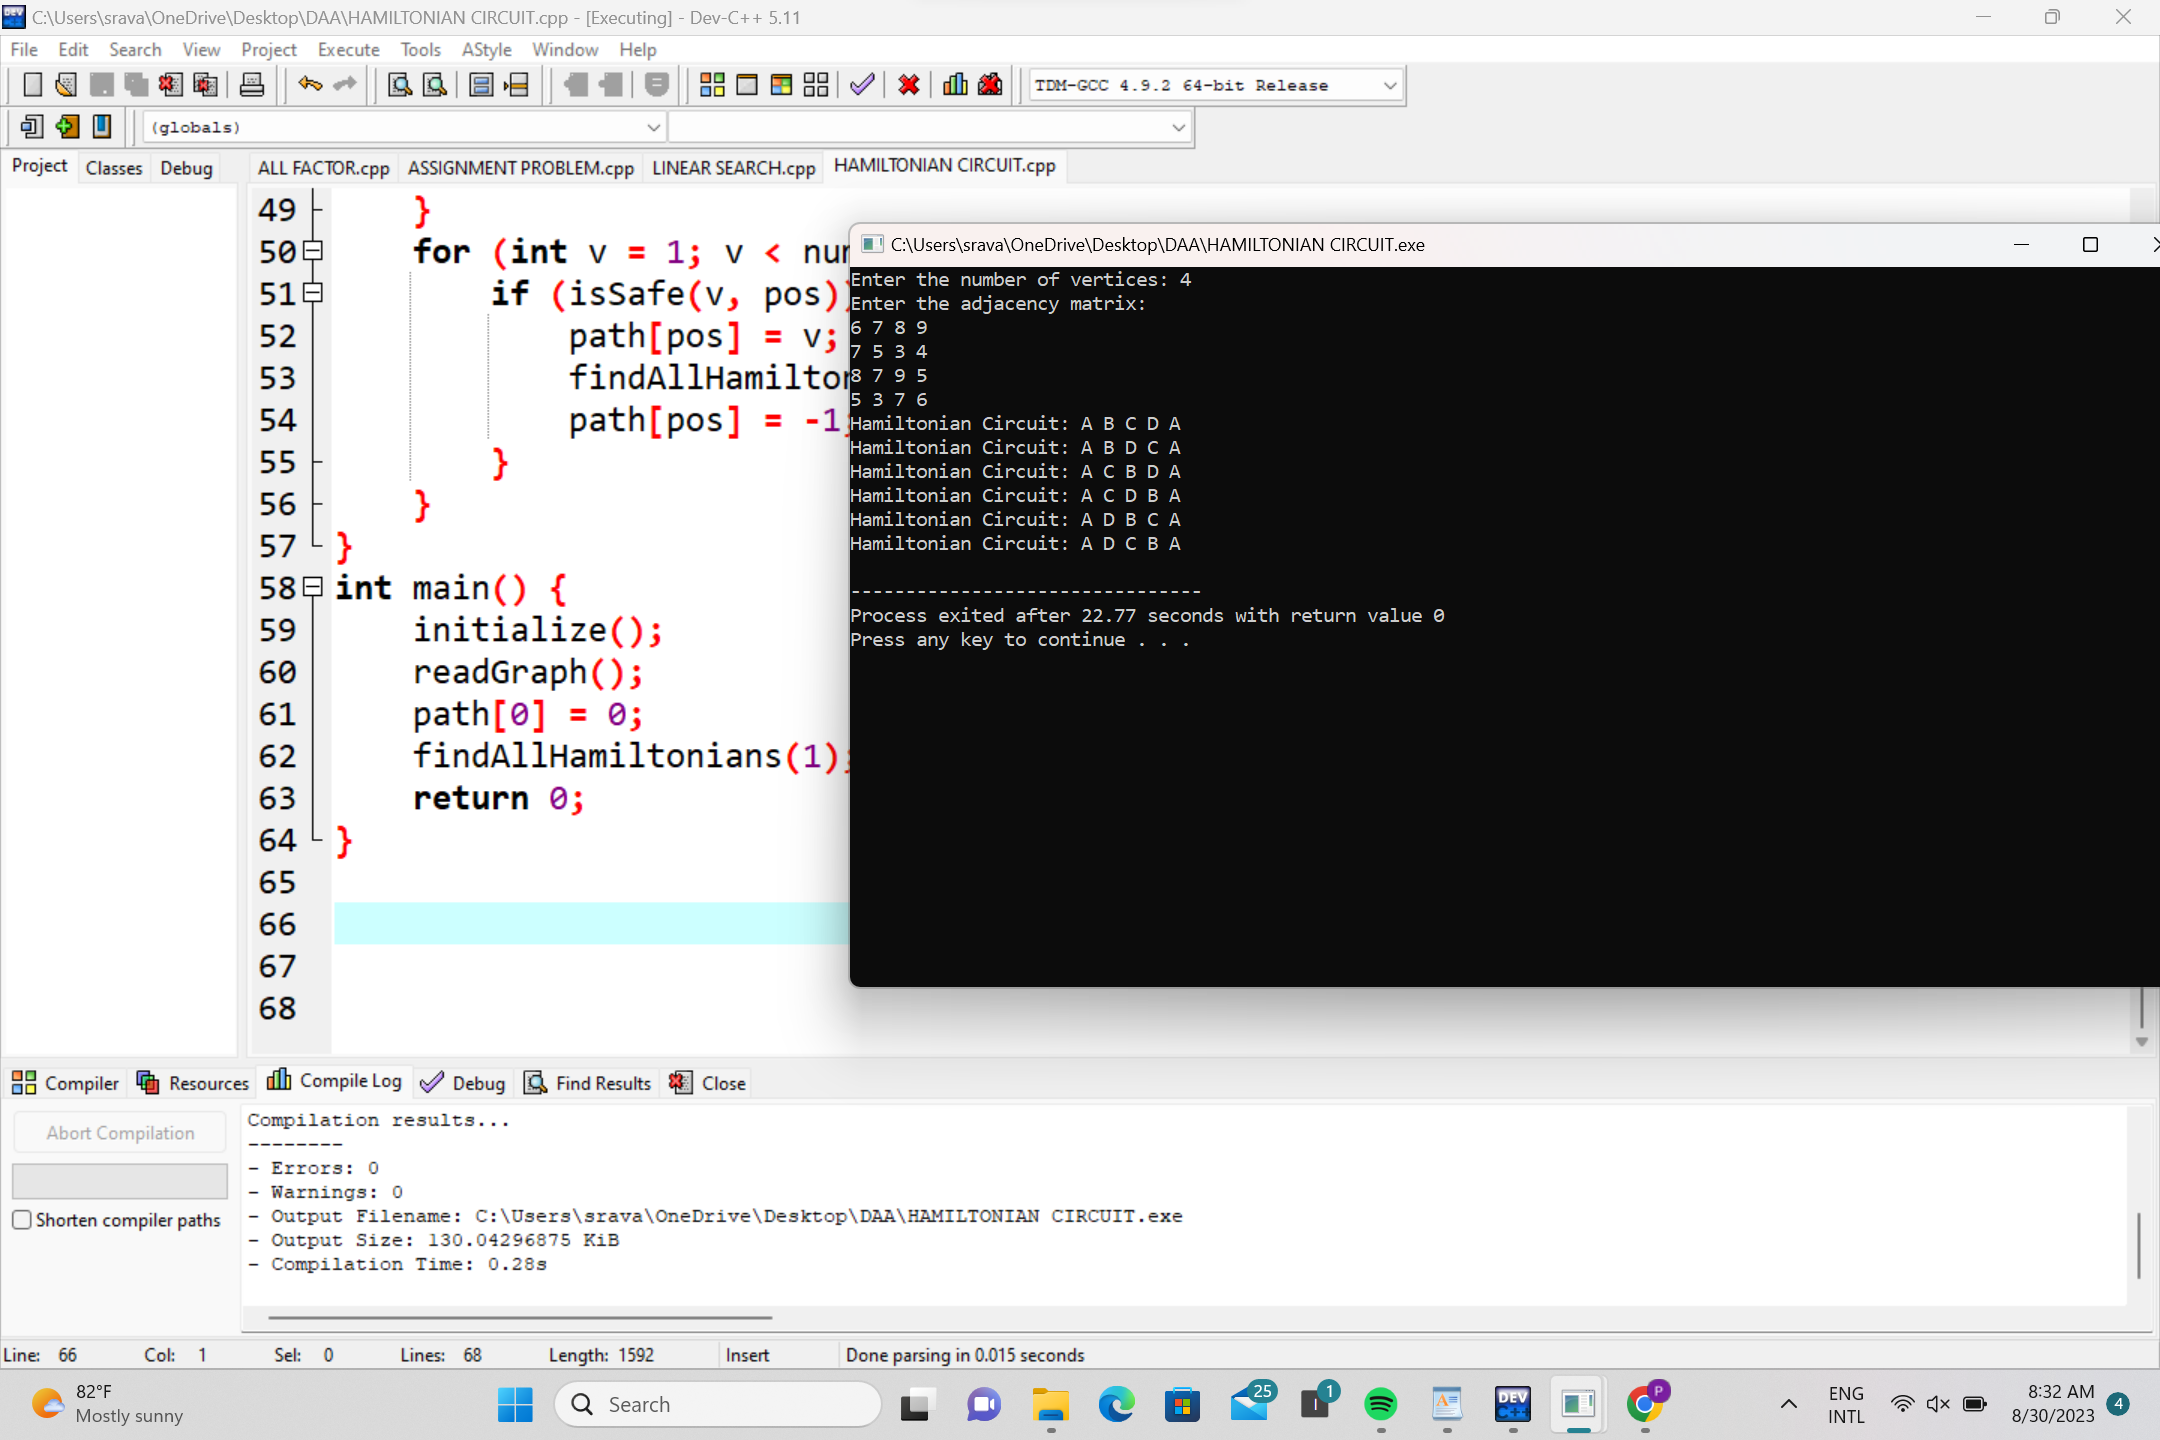 C:\Users\srava\OneDrive\Desktop\DAA\HAMILTONIAN CIRCUIT.cpp - [Executing] - Dev-C++ 5.11
File Edit Search View Project Execute Tools AStyle Window Help
TDM-GCC 4.9.2 64-bit Release
(globals)
Project Classes Debug
ALL FACTOR.cpp ASSIGNMENT PROBLEM.cpp LINEAR SEARCH.cpp HAMILTONIAN CIRCUIT.cpp
49 }
50 for (int v = 1; v <
51 if (isSafe(v, pos)
52 path[pos] = v;
53
54 path[pos] = -1
55 }
56 }
57 }
58 int main() {
59 initialize();
60 readGraph();
61 path[0] = 0;
62 findAllHamiltonians(1);
63 return 0;
64 }
65
66
67
68
C:\Users\srava\OneDrive\Desktop\DAA\HAMILTONIAN CIRCUIT.exe
Enter the number of vertices: 4
Enter the adjacency matrix:
6 7 8 9
7 5 3 4
8 7 9 5
5 3 7 6
Hamiltonian Circuit: A B C D A
Hamiltonian Circuit: A B D C A
Hamiltonian Circuit: A C B D A
Hamiltonian Circuit: A C D B A
Hamiltonian Circuit: A D B C A
Hamiltonian Circuit: A D C B A
--------------------------------
Process exited after 22.77 seconds with return value 0
Press any key to continue . . .
Compiler Resources Compile Log Debug Find Results Close
Abort Compilation
Shorten compiler paths
Compilation results...
--------
- Errors: 0
- Warnings: 0
- Output Filename: C:\Users\srava\OneDrive\Desktop\DAA\HAMILTONIAN CIRCUIT.exe
- Output Size: 130.04296875 KiB
- Compilation Time: 0.28s
Line: 66 Col: 1 Sel: 0 Lines: 68 Length: 1592 Insert Done parsing in 0.015 seconds
82°F
Mostly sunny
Search
25
1
DEV C++
P
ENG
INTL
8:32 AM
8/30/2023
4